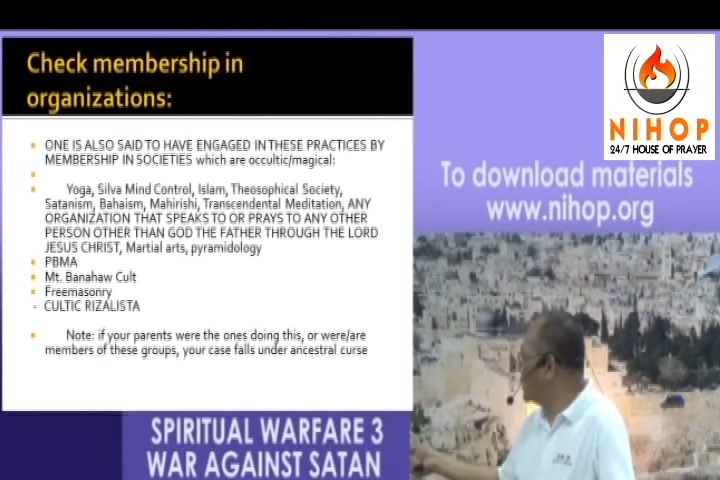 Check membership in
organizations:
ONE IS ALSO SAID TO HAVE ENGAGED IN THESE PRACTICES BY
MEMBERSHIP IN SOCIETIES which are occultic/magical:
Yoga, Silva Mind Control, Islam, Theosophical Society,
Satanism, Bahaism, Mahirishi, Transcendental Meditation, ANY
ORGANIZATION THAT SPEAKS TO OR PRAYS TO ANY OTHER
PERSON OTHER THAN GOD THE FATHER THROUGH THE LORD
JESUS CHRIST, Martial arts, pyramidology
PBMA
Mt. Banahaw Cult
Freemasonry
- CULTIC RIZALISTA
Note: if your parents were the ones doing this, or were/are
members of these groups, your case falls under ancestral curse
NIHOP
24/7 HOUSE OF PRAYER
To download materials
www.nihop.org
SPIRITUAL WARFARE 3
WAR AGAINST SATAN